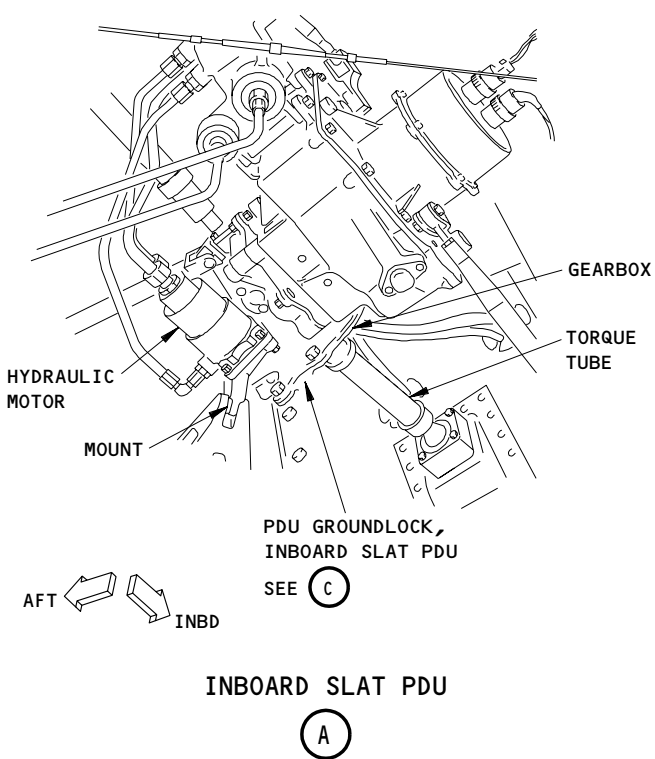 GEARBOX
TORQUE
TUBE
HYDRAULIC
MOTOR
MOUNT
PDU GROUNDLOCK,
INBOARD SLAT PDU
SEE C
AFT
INBD
INBOARD SLAT PDU
A